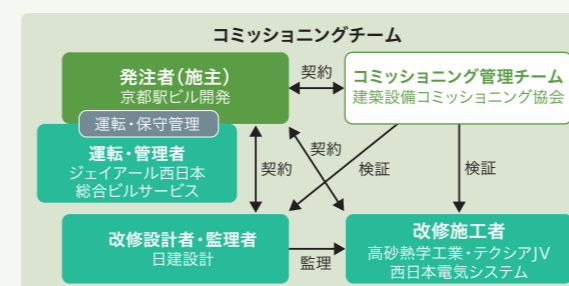 コミッショニングチーム
発注者（施主）
京都駅ビル開発
契約
コミッショニング管理チーム
建築設備コミッショニング協会
運転・保守管理
運転・管理者
ジェイアール西日本
総合ビルサービス
契約
契約
検証
検証
改修設計者・監理者
日建設計
監理
改修施工者
高砂熱学工業・テクシアJV
西日本電気システム